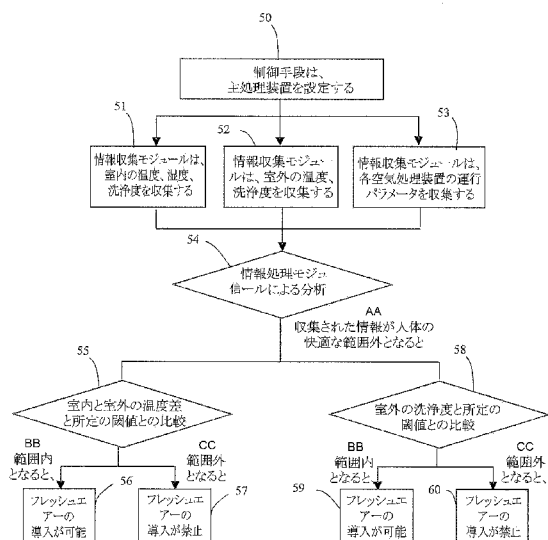 50
制御手段は、
主処理装置を設定する
51
52
53
情報収集モジュールは、
室内の温度、湿度、
洗浄度を収集する
情報収集モジュー
ルは、室外の温度、
洗浄度を収集する
情報収集モジュールは、
各空気処理装置の運行
パラメータを収集する
54
情報処理モジュ
信ールによる分析
AA
収集された情報が人体の
快適な範囲外となると
55
室内と室外の温度差
と所定の閾値との比較
58
室外の洗浄度と所定の
閾値との比較
BB
範囲内
となると、
CC
範囲外
となると
BB
範囲内
となると、
CC
範囲外
となると、
フレッシュエ
アーの
導入が可能
56
フレッシュエ
アーの
導入が禁止
57
59
フレッシュエ
アーの
導入が可能
60
フレッシュエ
アーの
導入が禁止